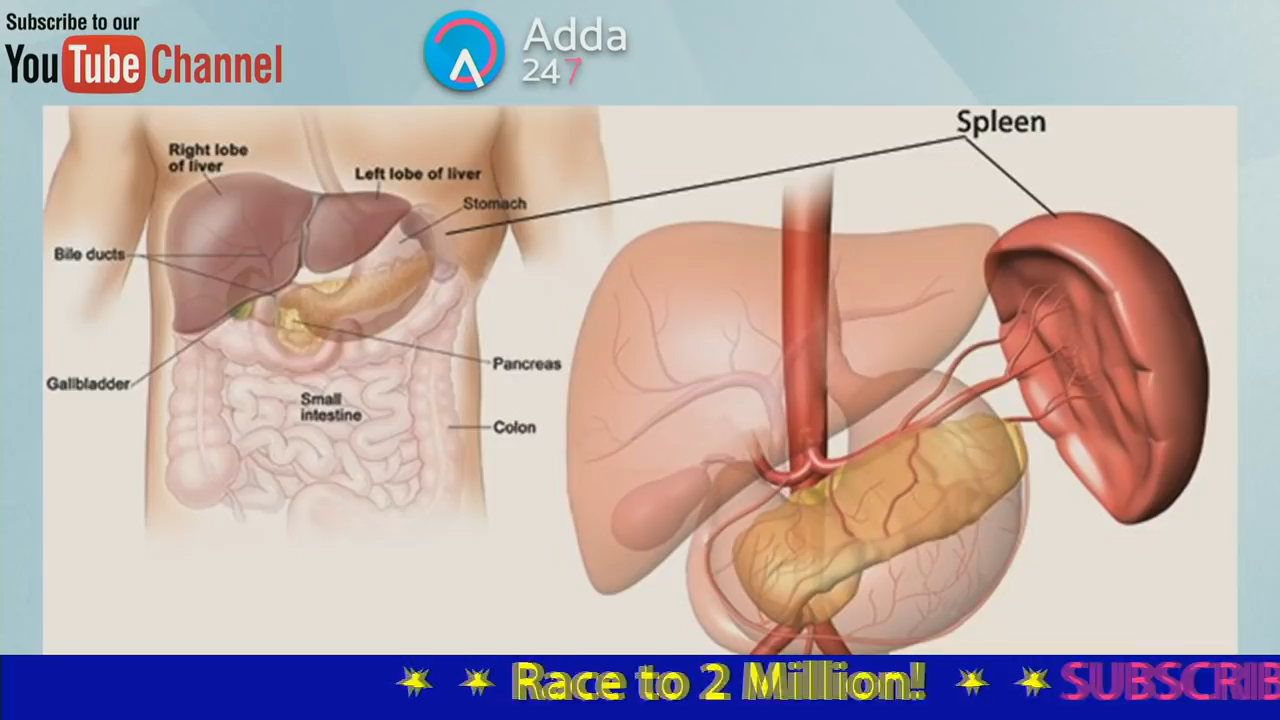 Subscribe to our
YouTube Channel
Adda
247
Spleen
Right lobe
of liver
Left lobe of liver
Stomach
Bile ducts
Gallbladder
Pancreas
Small
intestine
Colon
Race to 2 Million!
SUBSCRIB